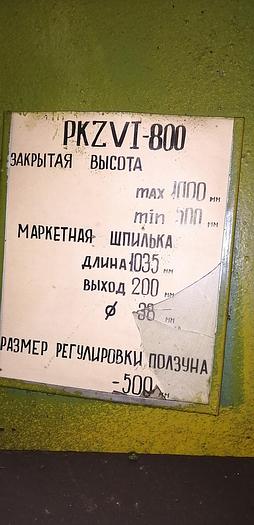 PKZVI-800
ЗАКРЫТАЯ ВЫСОТА
max 1000 мм
min 500 мм
МАРКЕТНАЯ ШПИЛЬКА
ДЛИНА 1035 мм
ВЫХОД 200 мм
ϕ 38 мм
РАЗМЕР РЕГУЛИРОВКИ ПОЛЗУНА
-500 мм